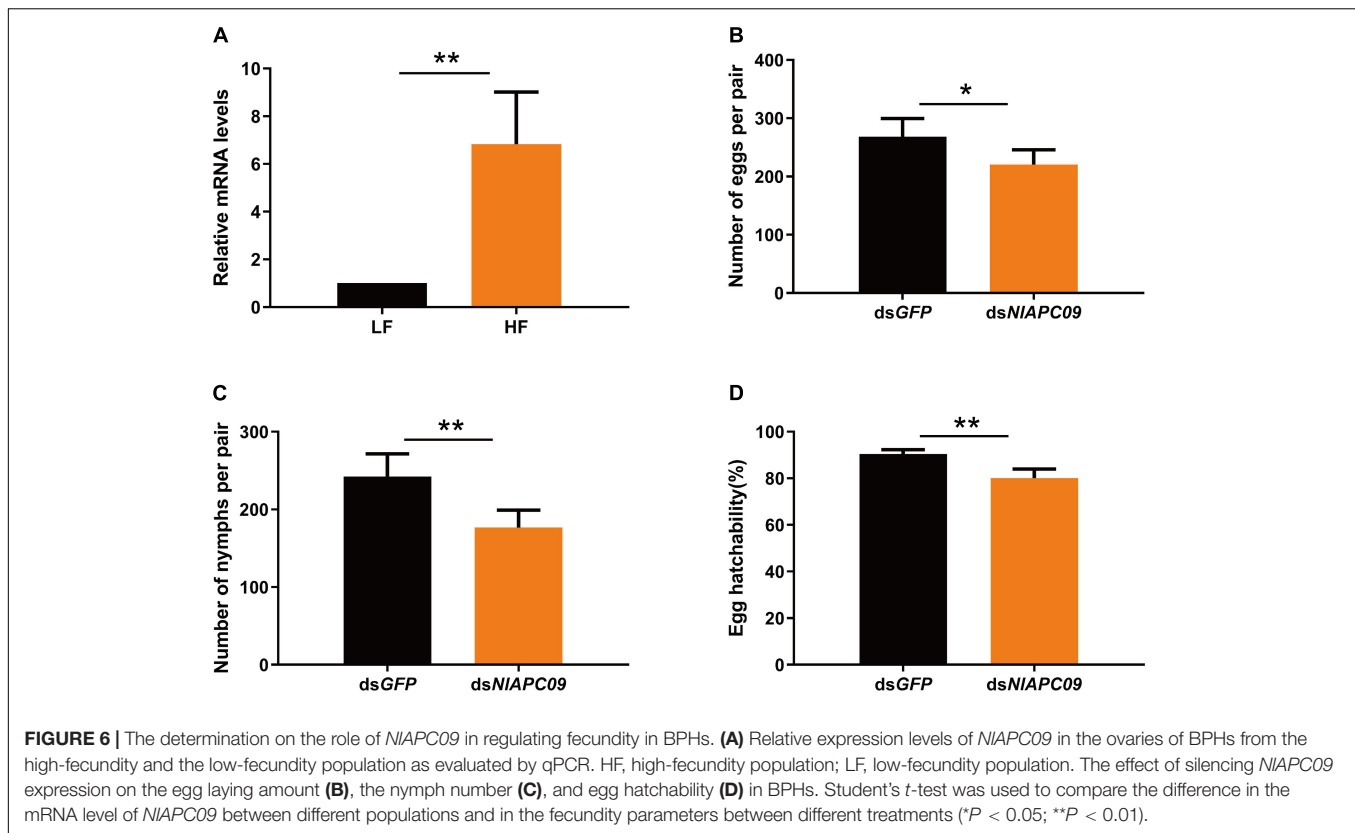 A
**
Relative mRNA levels
10
8
6
4
2
0
LF
HF
B
*
Number of eggs per pair
400
300
200
100
0
dsGFP
dsNlAPC09
C
**
Number of nymphs per pair
300
200
100
0
dsGFP
dsNlAPC09
D
**
Egg hatchability(%)
100
80
60
40
20
0
dsGFP
dsNlAPC09
FIGURE 6 | The determination on the role of NlAPC09 in regulating fecundity in BPHs. (A) Relative expression levels of NlAPC09 in the ovaries of BPHs from the
high-fecundity and the low-fecundity population as evaluated by qPCR. HF, high-fecundity population; LF, low-fecundity population. The effect of silencing NlAPC09
expression on the egg laying amount (B), the nymph number (C), and egg hatchability (D) in BPHs. Student's t-test was used to compare the difference in the
mRNA level of NlAPC09 between different populations and in the fecundity parameters between different treatments (*P < 0.05; **P < 0.01).